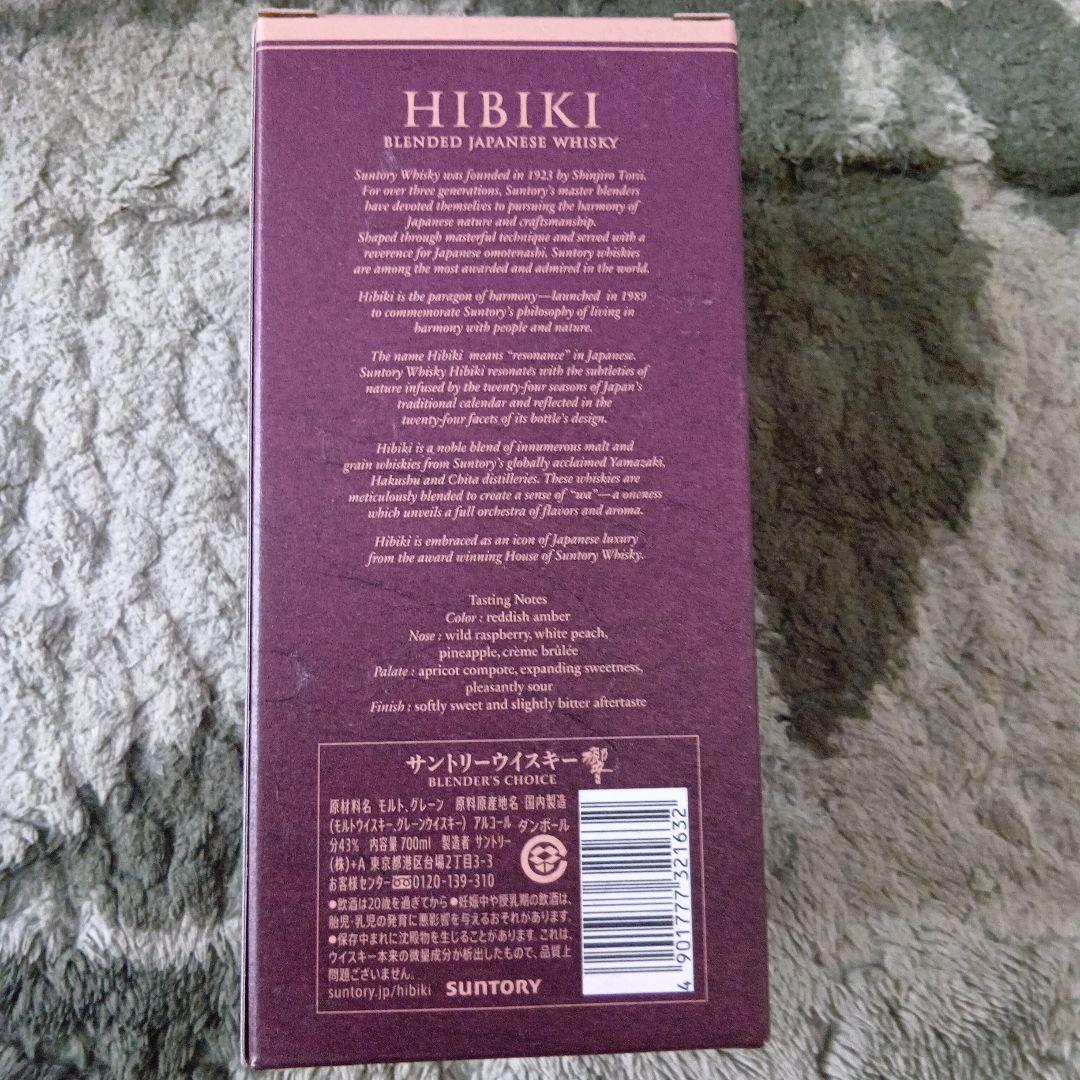 HIBIKI
BLENDED JAPANESE WHISKY
Suntory Whisky was founded in 1923 by Shinjiro Torii.
For over three generations, Suntory's master blenders
have devoted themselves to pursuing the harmony of
Japanese nature and craftsmanship.
Shaped through masterful technique and served with a
reverence for Japanese omotenashi, Suntory whiskies
are among the most awarded and admired in the world.
Hibiki is the paragon of harmony—launched in 1989
to commemorate Suntory's philosophy of living in
harmony with people and nature.
The name Hibiki means "resonance" in Japanese.
Suntory Whisky Hibiki resonates with the subtleties of
nature infused by the twenty-four seasons of Japan's
traditional calendar and reflected in the
twenty-four facets of its bottle's design.
Hibiki is a noble blend of innumerous malt and
grain whiskies from Suntory's globally acclaimed Yamazaki,
Hakushu and Chita distilleries. These whiskies are
meticulously blended to create a sense of "wa"—a oneness
which unveils a full orchestra of flavors and aroma.
Hibiki is embraced as an icon of Japanese luxury
from the award winning House of Suntory Whisky.
Tasting Notes
Color : reddish amber
Nose : wild raspberry, white peach,
pineapple, crème brûlée
Palate : apricot compote, expanding sweetness,
pleasantly sour
Finish : softly sweet and slightly bitter aftertaste
サントリーウイスキー響
BLENDER'S CHOICE
原材料名 モルト、グレーン 原料原産地名 国内製造
(モルトウイスキー、グレーンウイスキー) アルコール
分43% 内容量700ml 製造者 サントリー
(株)+A 東京都港区台場2丁目3-3
お客様センター 0120-139-310
ダンボール
●飲酒は20歳を過ぎてから ●妊娠中や授乳期の飲酒は、
胎児・乳児の発育に悪影響を与えるおそれがあります。
●保存中まれに沈殿物を生じることがあります。これは、
ウイスキー本来の微量成分が析出したもので、品質上
問題ございません。
suntory.jp/hibiki SUNTORY
4 901777 321632